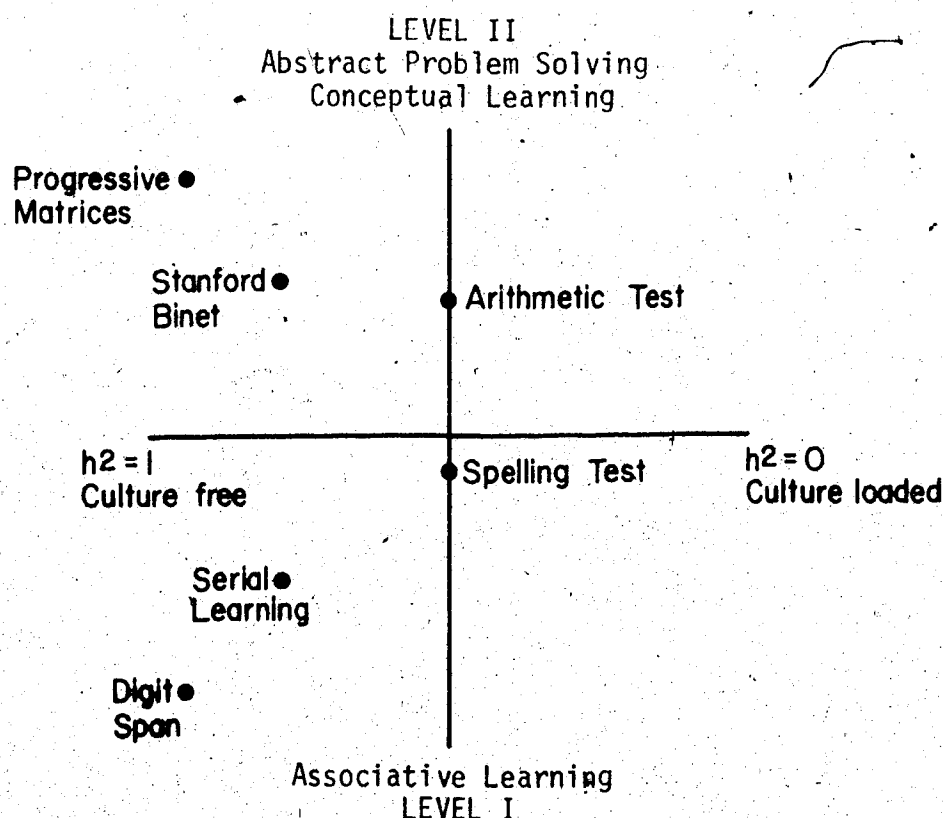 LEVEL II
Abstract Problem Solving
Conceptual Learning
Progressive
Matrices
Stanford
Binet
Arithmetic Test
h2 = 1
Culture free
Spelling Test
h2 = 0
Culture loaded
Serial
Learning
Digit
Span
Associative Learning
LEVEL I